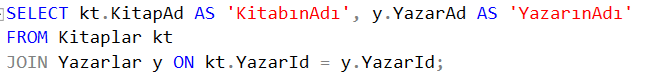 SELECT kt.KitapAd AS 'KitabınAdı', y.YazarAd AS 'YazarınAdı'
FROM Kitaplar kt
JOIN Yazarlar y ON kt.YazarId = y.YazarId;